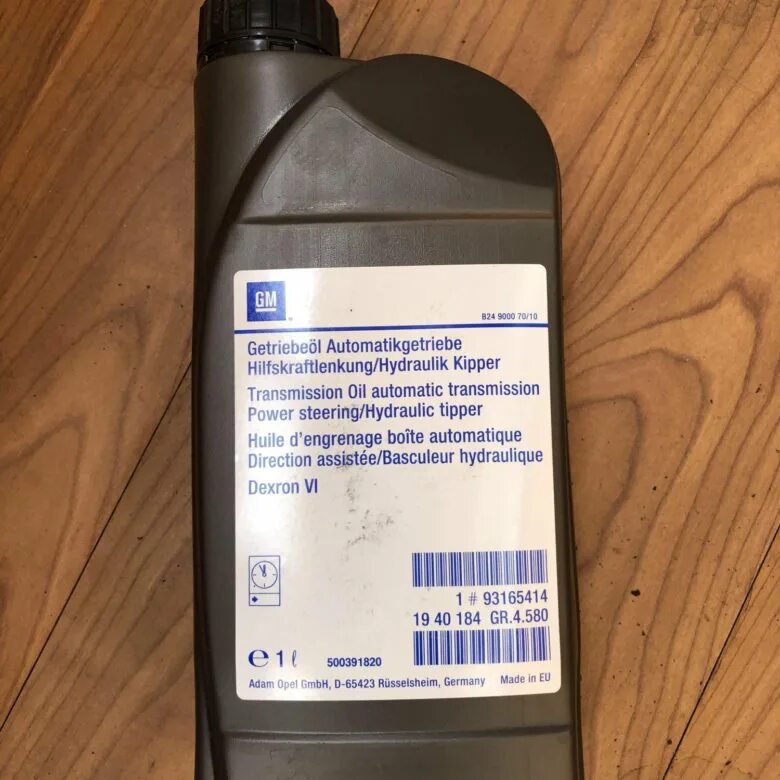 GM
B24 9000 70/10
Getriebeöl Automatikgetriebe
Hilfskraftlenkung/Hydraulik Kipper
Transmission Oil automatic transmission
Power steering/Hydraulic tipper
Huile d'engrenage boîte automatique
Direction assistée/Basculeur hydraulique
Dexron VI
1 # 93165414
19 40 184 GR.4.580
e 1 l
500391820
Adam Opel GmbH, D-65423 Rüsselsheim, Germany
Made in EU